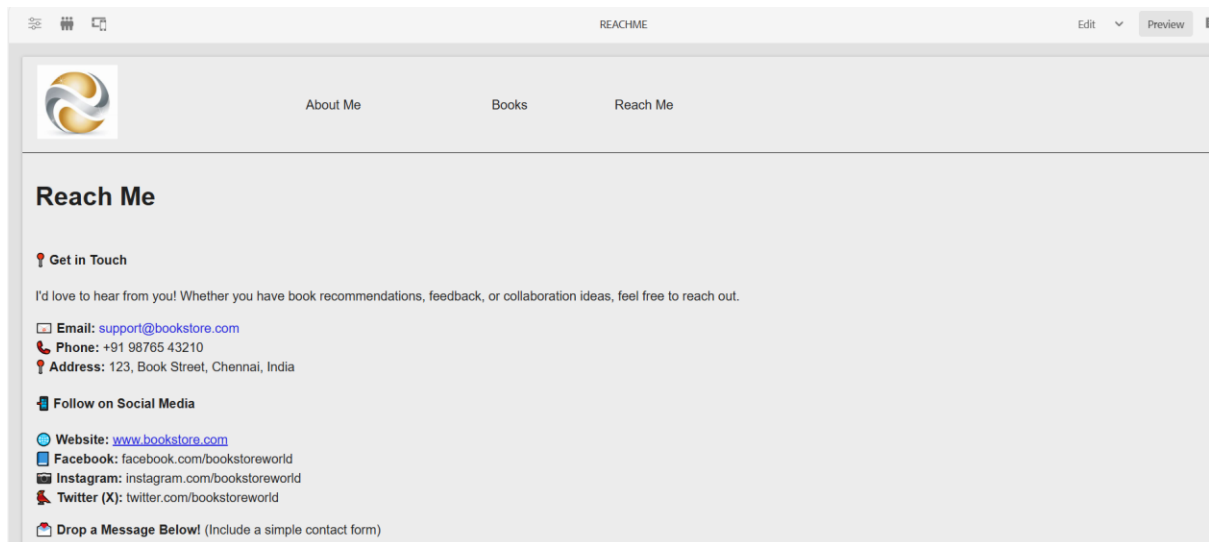 REACHME
Edit
Preview
About Me
Books
Reach Me
Reach Me
Get in Touch
I'd love to hear from you! Whether you have book recommendations, feedback, or collaboration ideas, feel free to reach out.
Email: support@bookstore.com
Phone: +91 98765 43210
Address: 123, Book Street, Chennai, India
Follow on Social Media
Website: www.bookstore.com
Facebook: facebook.com/bookstoreworld
Instagram: instagram.com/bookstoreworld
Twitter (X): twitter.com/bookstoreworld
Drop a Message Below! (Include a simple contact form)